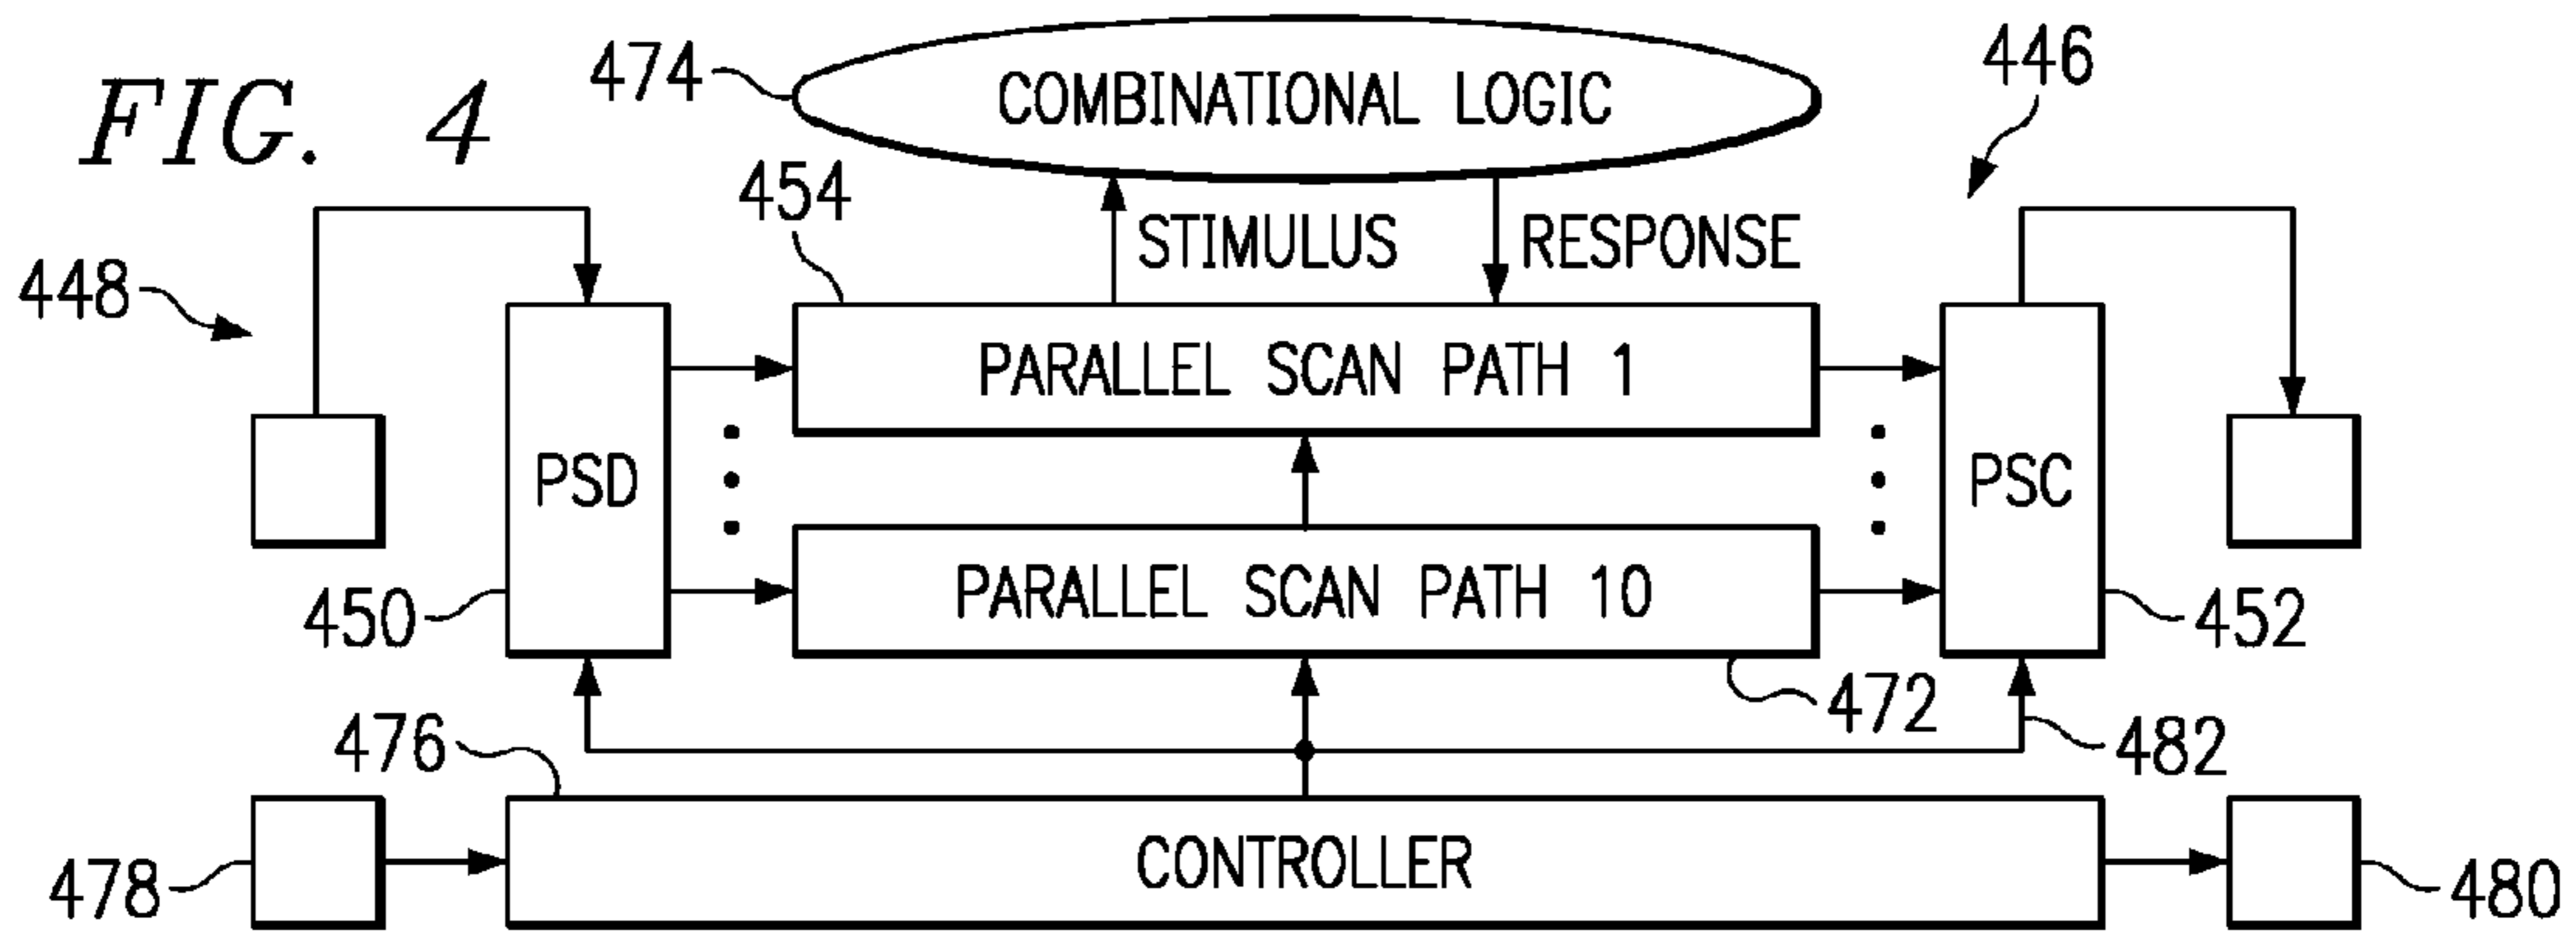 FIG. 4
474
COMBINATIONAL LOGIC
446
454
STIMULUS
RESPONSE
448
PARALLEL SCAN PATH 1
PSD
PSC
450
PARALLEL SCAN PATH 10
452
472
476
482
478
CONTROLLER
480